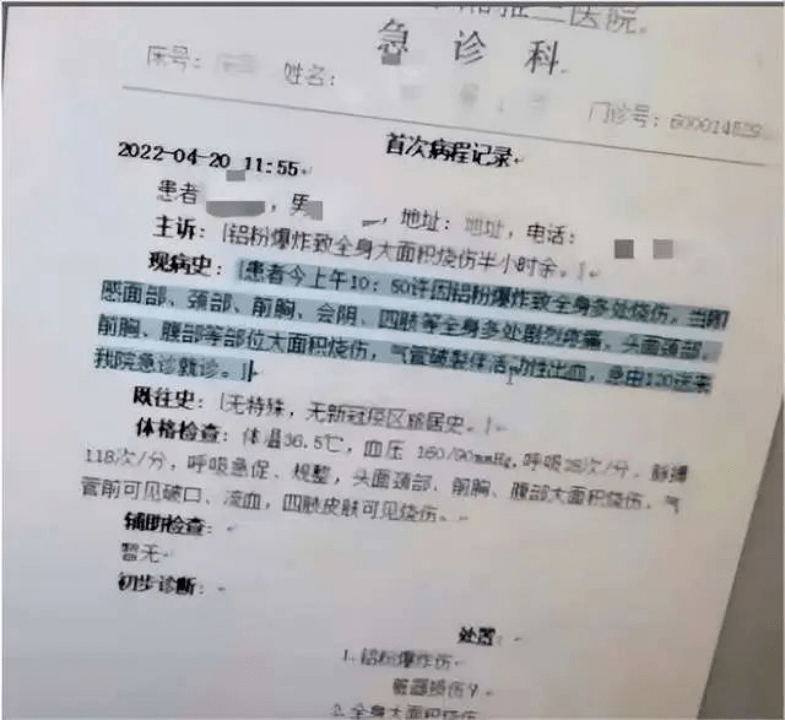 医院
急诊科
床号： 姓名： 门诊号：
首次病程记录
2022-04-20 11:55
患者 ，男 ，地址：地址，电话：
主诉：[铝粉爆炸致全身大面积烧伤半小时余。]
现病史：[患者今上午10：50许因铝粉爆炸致全身多处烧伤，当即
感面部、颈部、前胸、会阴、四肢等全身多处剧烈疼痛，头面颈部、
前胸、腹部等部位大面积烧伤，气管破裂伴活动性出血，急由120送来
我院急诊就诊。]
既往史：[无特殊，无新冠疫区旅居史。]
体格检查：体温36.5℃，血压 160/90mmHg，呼吸28次/分，脉搏
118次/分，呼吸急促、规整，头面颈部、前胸、腹部大面积烧伤，气
管前可见破口、流血，四肢皮肤可见烧伤。
辅助检查：
暂无
初步诊断：
处置：
1.铝粉爆炸伤
脏器损伤？
2.全身大面积烧伤